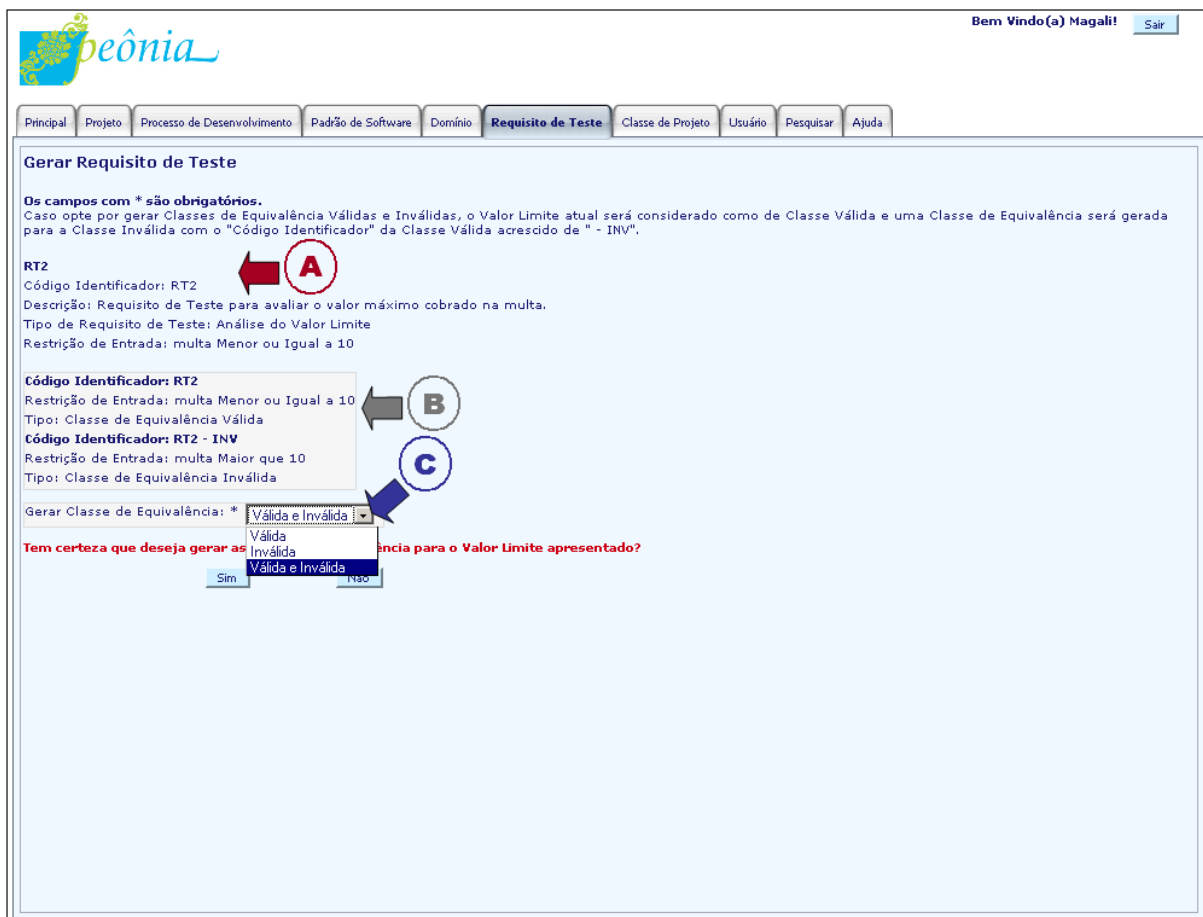 Bem Vindo(a) Magali! Sair
peônia
Principal Projeto Processo de Desenvolvimento Padrão de Software Domínio Requisito de Teste Classe de Projeto Usuário Pesquisar Ajuda
Gerar Requisito de Teste
Os campos com * são obrigatórios.
Caso opte por gerar Classes de Equivalência Válidas e Inválidas, o Valor Limite atual será considerado como de Classe Válida e uma Classe de Equivalência será gerada
para a Classe Inválida com o "Código Identificador" da Classe Válida acrescido de " - INV".
RT2
A
Código Identificador: RT2
Descrição: Requisito de Teste para avaliar o valor máximo cobrado na multa.
Tipo de Requisito de Teste: Análise do Valor Limite
Restrição de Entrada: multa Menor ou Igual a 10
Código Identificador: RT2
Restrição de Entrada: multa Menor ou Igual a 10
B
Tipo: Classe de Equivalência Válida
Código Identificador: RT2 - INV
Restrição de Entrada: multa Maior que 10
C
Tipo: Classe de Equivalência Inválida
Gerar Classe de Equivalência: * Válida e Inválida
Válida
Tem certeza que deseja gerar as Inválida ência para o Valor Limite apresentado?
Válida e Inválida
Sim Não